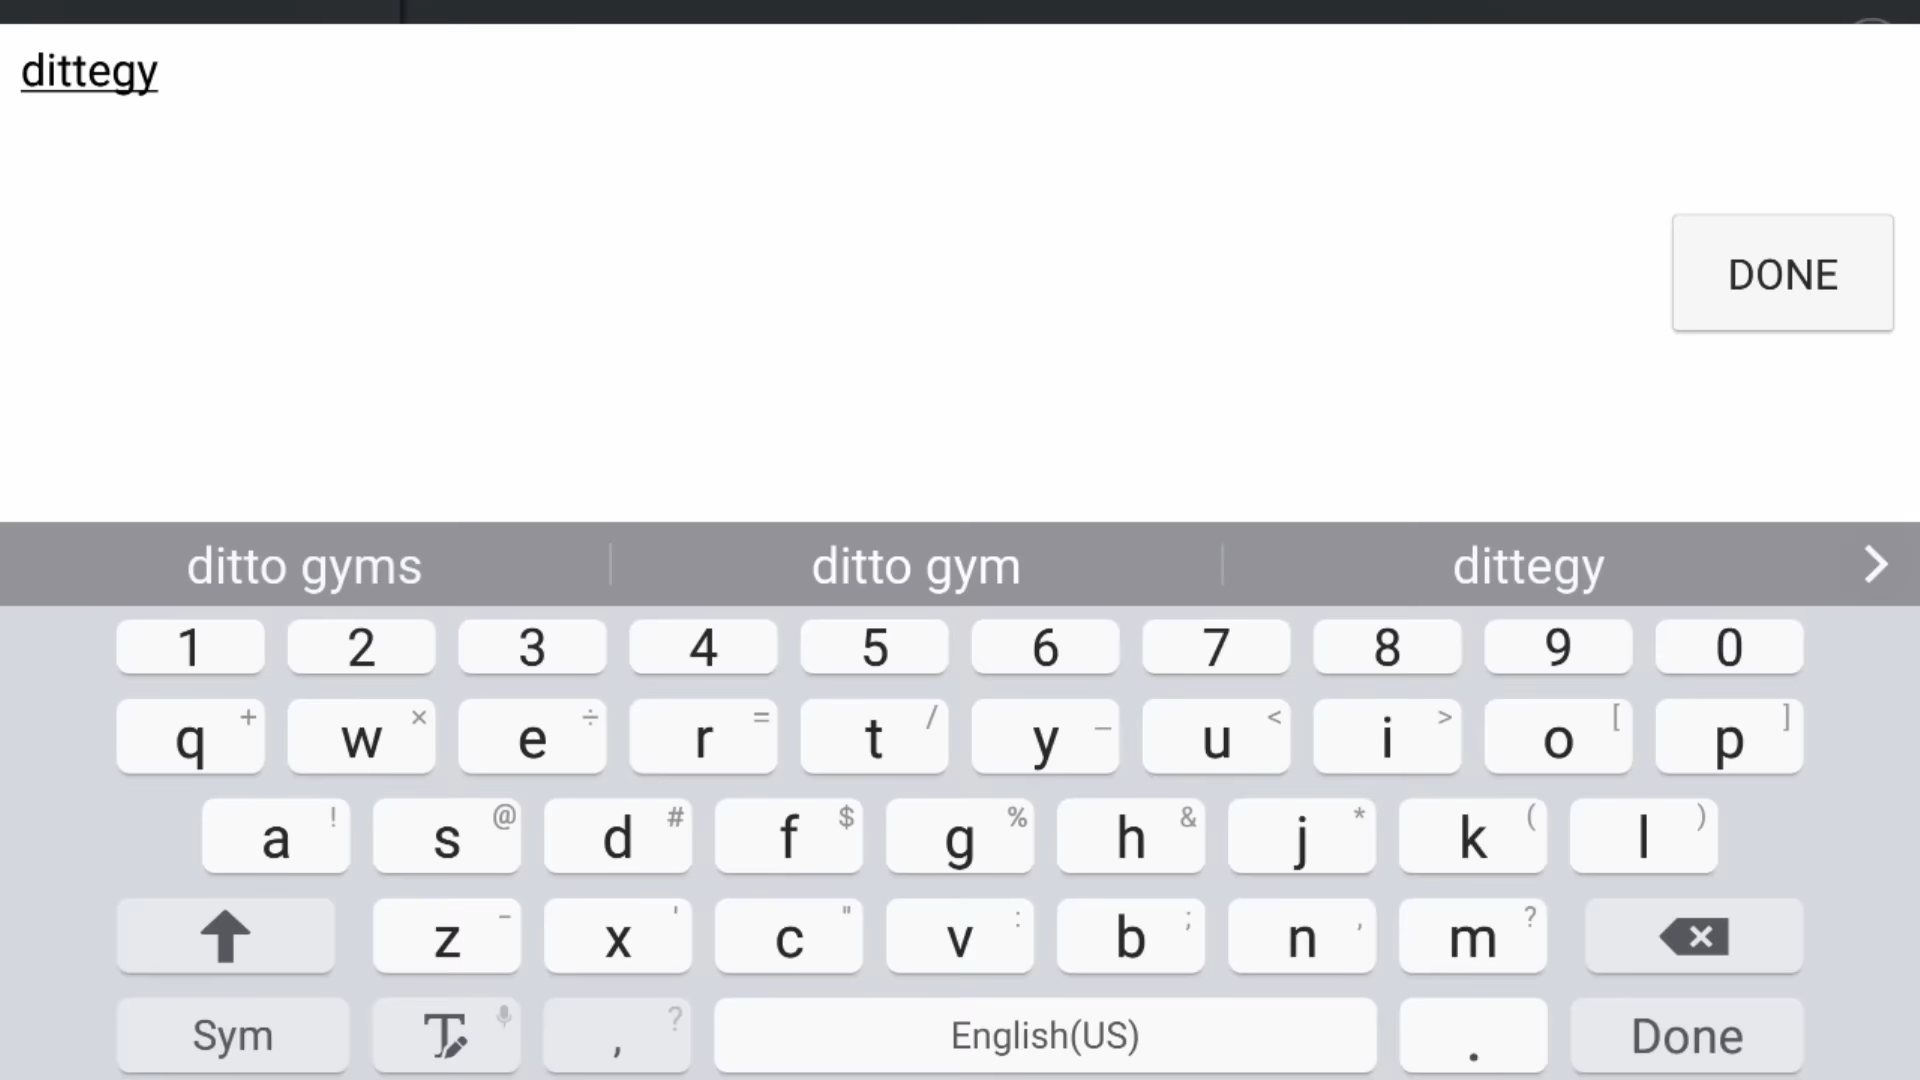 dittegy
DONE
ditto gyms ditto gym dittegy
1 2 3 4 5 6 7 8 9 0
q + w × e ÷ r = t / y _ u < i > o [ p ]
a ! s @ d # f $ g % h & j * k ( l )
z - x ' c " v : b ; n , m ?
Sym , ? English(US) . Done